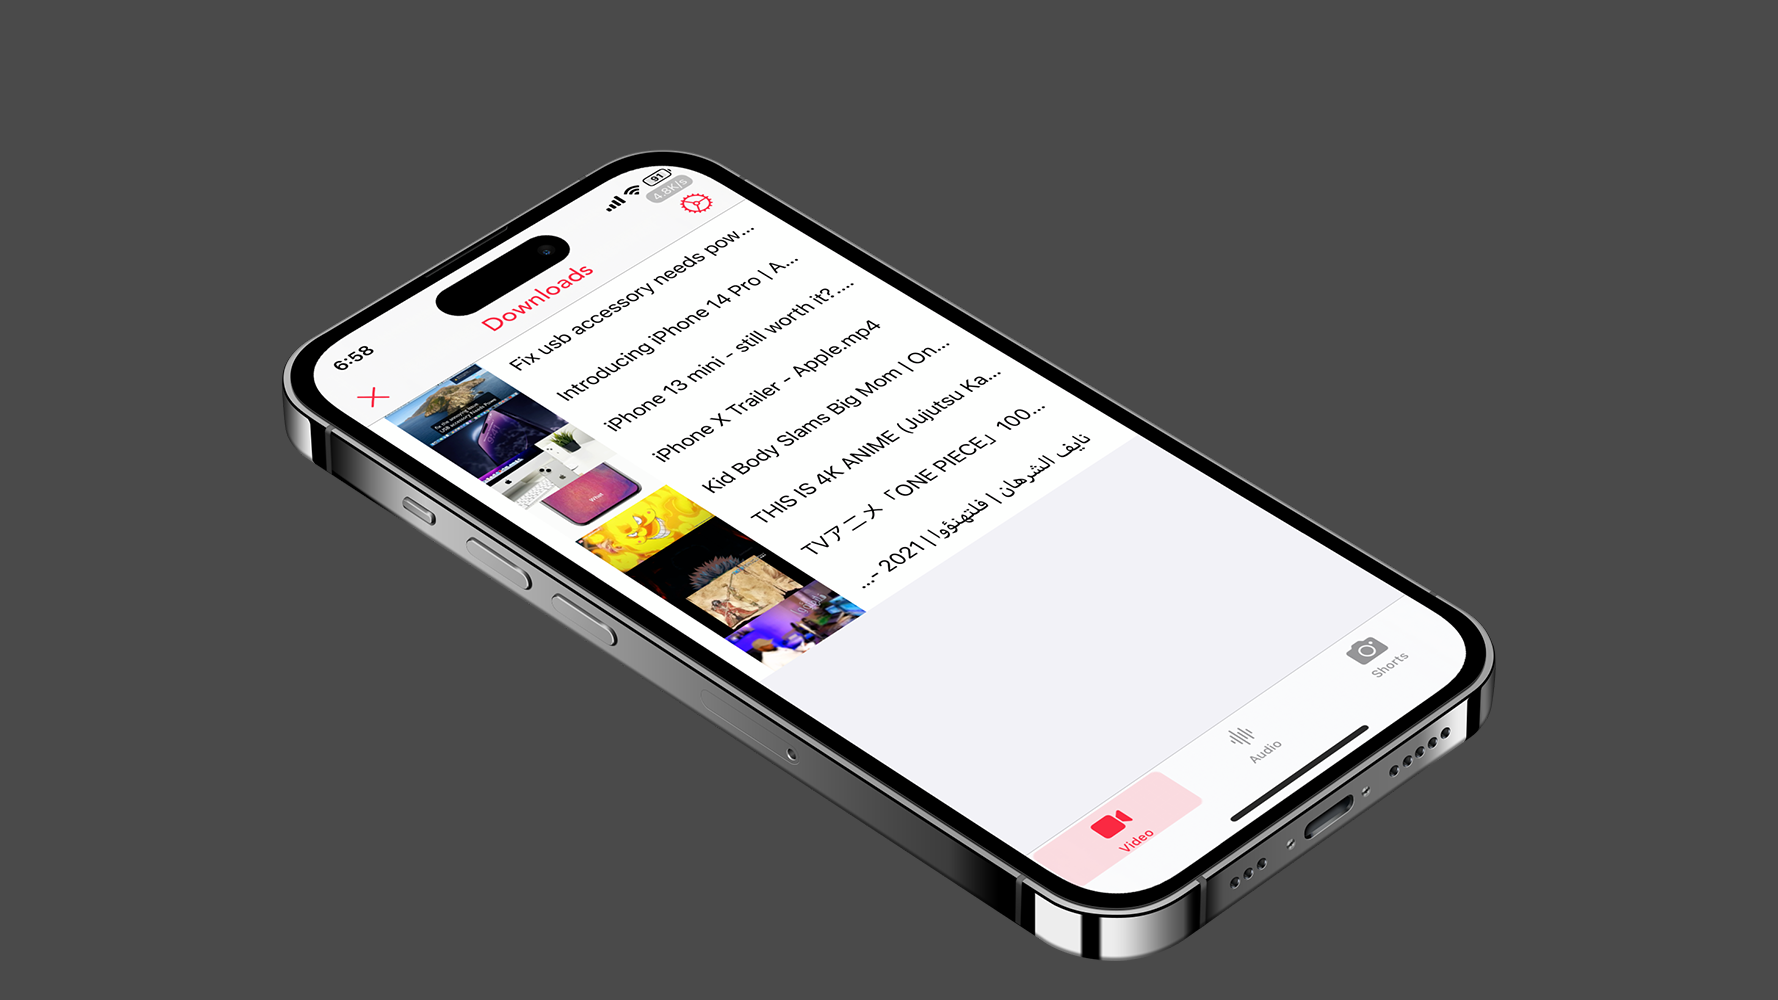 6:58
91
4.8K/s
Downloads
Fix usb accessory needs pow...
Introducing iPhone 14 Pro | A...
iPhone 13 mini - still worth it? ....
iPhone X Trailer - Apple.mp4
Kid Body Slams Big Mom | On...
THIS IS 4K ANIME (Jujutsu Ka...
TVアニメ「ONE PIECE」100...
نايف الشرهان | فلتهنؤوا | 2021 -...
Video
Audio
Shorts